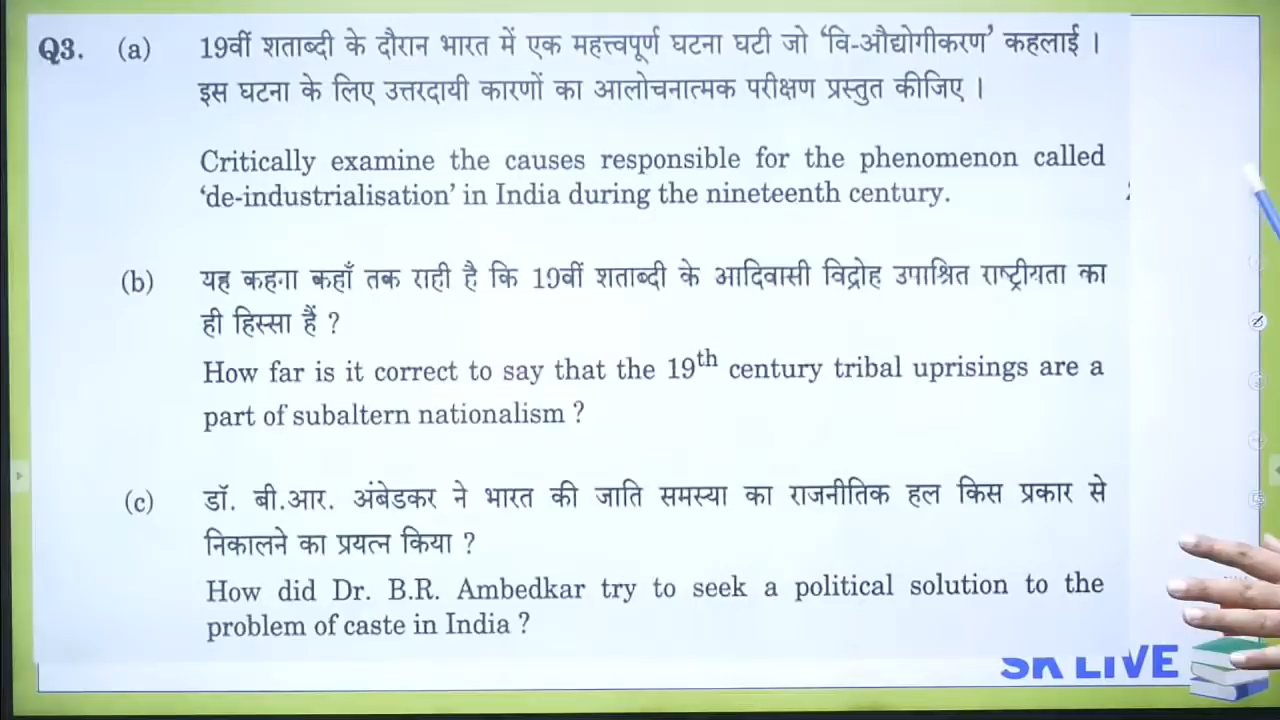 Q3. (a) 19वीं शताब्दी के दौरान भारत में एक महत्त्वपूर्ण घटना घटी जो ‘वि-औद्योगीकरण’ कहलाई ।
इस घटना के लिए उत्तरदायी कारणों का आलोचनात्मक परीक्षण प्रस्तुत कीजिए ।
Critically examine the causes responsible for the phenomenon called
‘de-industrialisation’ in India during the nineteenth century.
(b) यह कहना कहाँ तक सही है कि 19वीं शताब्दी के आदिवासी विद्रोह उपाश्रित राष्ट्रीयता का
ही हिस्सा हैं ?
How far is it correct to say that the 19th century tribal uprisings are a
part of subaltern nationalism ?
(c) डॉ. बी.आर. अंबेडकर ने भारत की जाति समस्या का राजनीतिक हल किस प्रकार से
निकालने का प्रयत्न किया ?
How did Dr. B.R. Ambedkar try to seek a political solution to the
problem of caste in India ?
LIVE